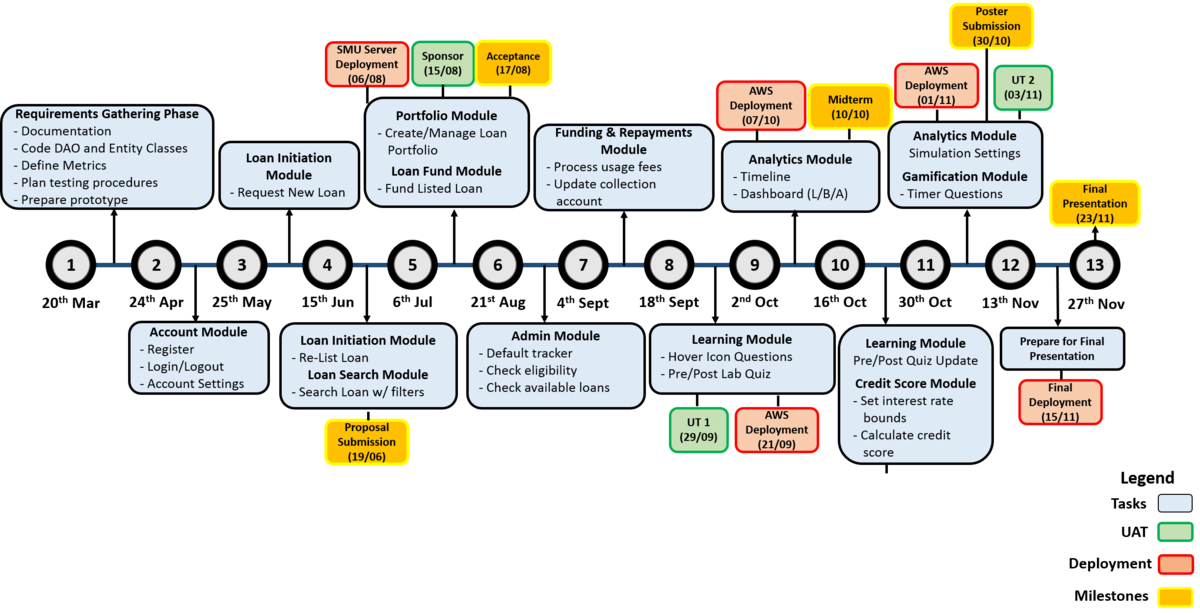 Poster
Submission
(30/10)
SMU Server
Deployment
(06/08)
Sponsor
(15/08)
Acceptance
(17/08)
AWS
Deployment
(07/10)
Midterm
(10/10)
AWS
Deployment
(01/11)
UT 2
(03/11)
Requirements Gathering Phase
- Documentation
- Code DAO and Entity Classes
- Define Metrics
- Plan testing procedures
- Prepare prototype
Loan Initiation
Module
- Request New Loan
Portfolio Module
- Create/Manage Loan
Portfolio
Loan Fund Module
- Fund Listed Loan
Funding & Repayments
Module
- Process usage fees
- Update collection
account
Analytics Module
- Timeline
- Dashboard (L/B/A)
Analytics Module
Simulation Settings
Gamification Module
- Timer Questions
Final
Presentation
(23/11)
1 2 3 4 5 6 7 8 9 10 11 12 13
20th Mar 24th Apr 25th May 15th Jun 6th Jul 21st Aug 4th Sept 18th Sept 2nd Oct 16th Oct 30th Oct 13th Nov 27th Nov
Account Module
- Register
- Login/Logout
- Account Settings
Loan Initiation Module
- Re-List Loan
Loan Search Module
- Search Loan w/ filters
Proposal
Submission
(19/06)
Admin Module
- Default tracker
- Check eligibility
- Check available loans
Learning Module
- Hover Icon Questions
- Pre/Post Lab Quiz
UT 1
(29/09)
AWS
Deployment
(21/09)
Learning Module
Pre/Post Quiz Update
Credit Score Module
- Set interest rate
bounds
- Calculate credit
score
Prepare for Final
Presentation
Final
Deployment
(15/11)
Legend
Tasks
UAT
Deployment
Milestones